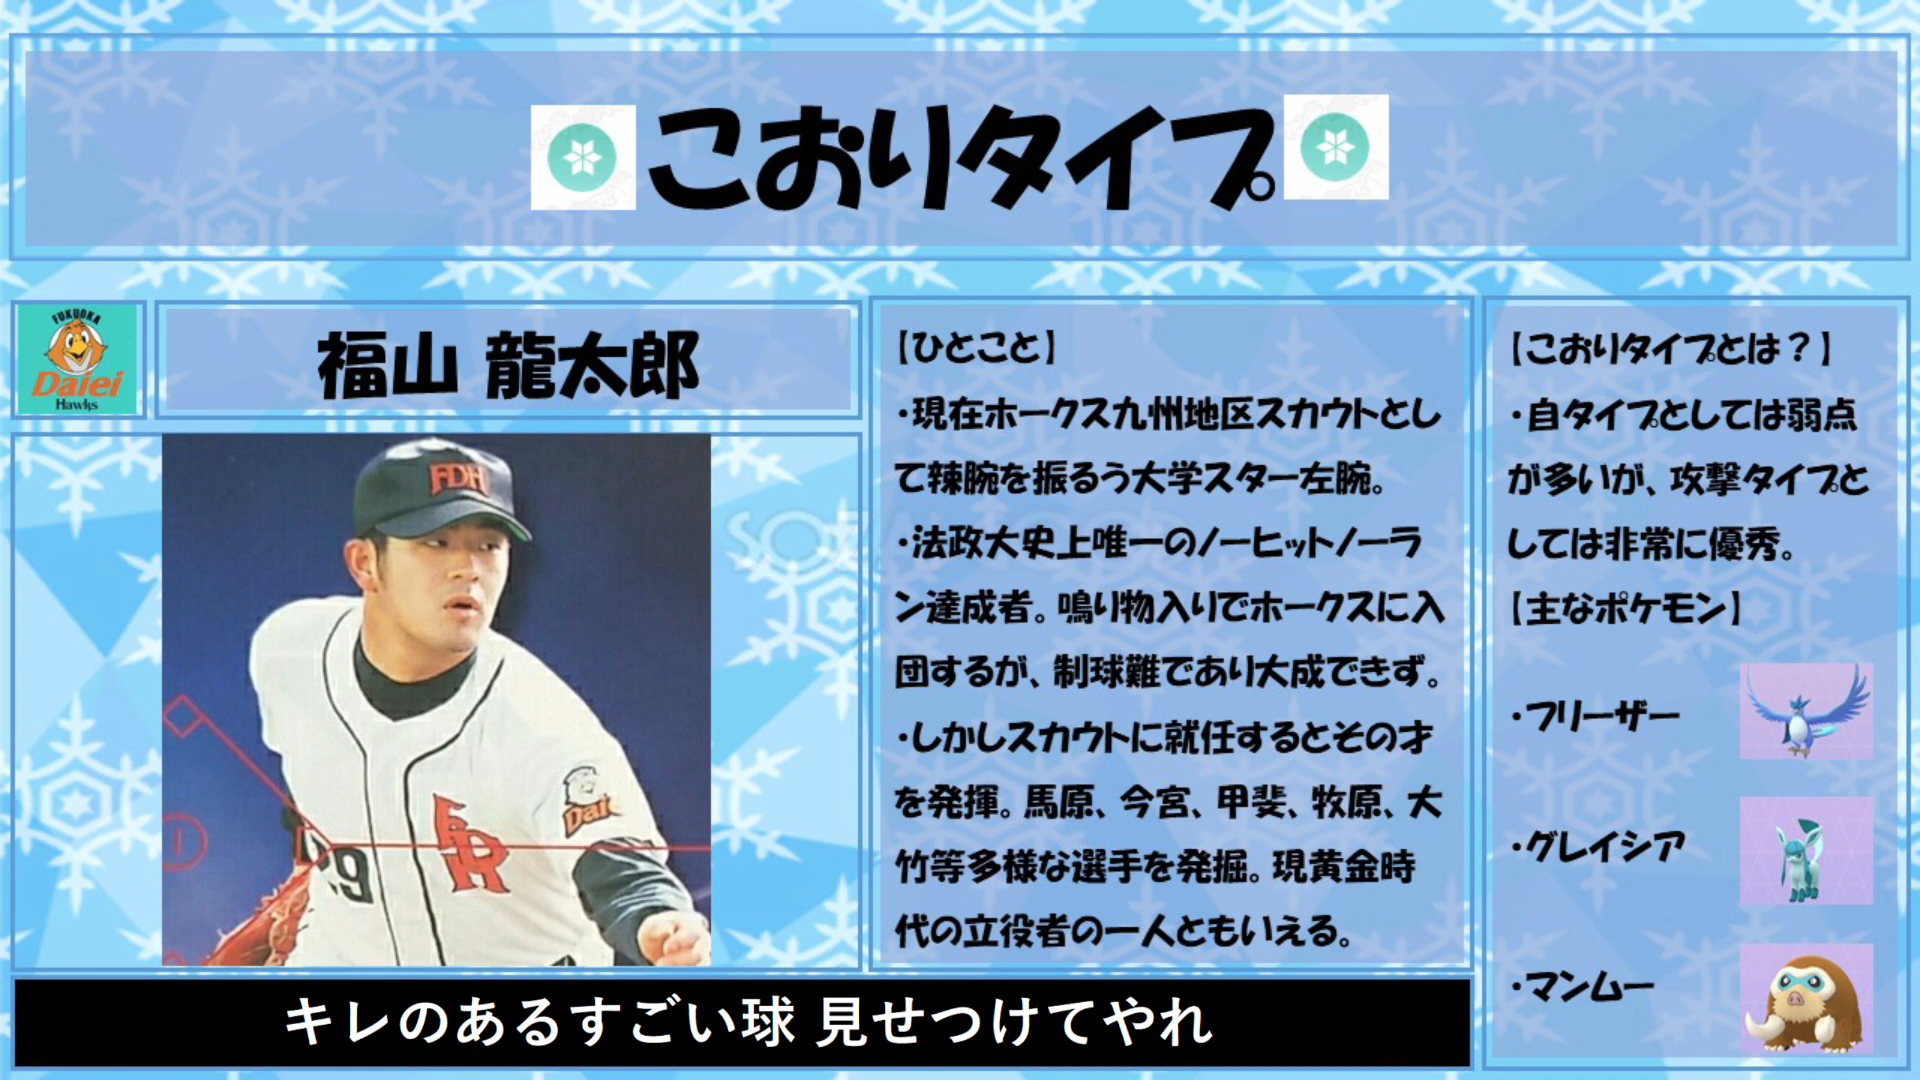 こおりタイプ
FUKUOKA
Daiei
Hawks
福山 龍太郎
FDH
【ひとこと】
・現在ホークス九州地区スカウトとし
て辣腕を振るう大学スター左腕。
・法政大史上唯一のノーヒットノーラ
ン達成者。鳴り物入りでホークスに入
団するが、制球難であり大成できず。
・しかしスカウトに就任するとその才
を発揮。馬原、今宮、甲斐、牧原、大
竹等多様な選手を発掘。現黄金時
代の立役者の一人ともいえる。
【こおりタイプとは？】
・自タイプとしては弱点
が多いが、攻撃タイプと
しては非常に優秀。
【主なポケモン】
・フリーザー
・グレイシア
・マンムー
キレのあるすごい球 見せつけてやれ